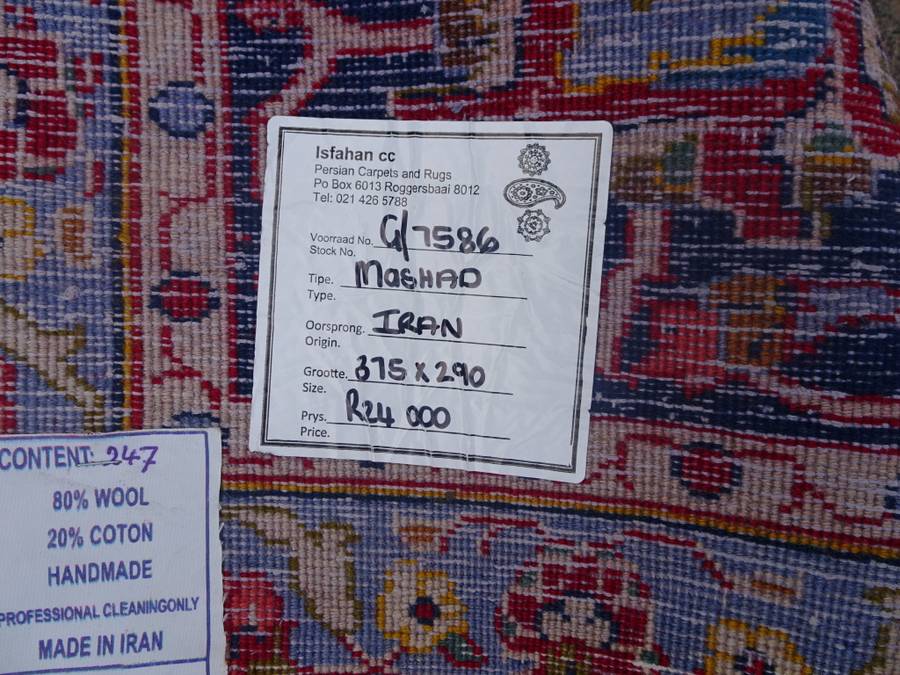 Isfahan cc
Persian Carpets and Rugs
Po Box 6013 Roggersbaai 8012
Tel: 021 426 5788
Voorraad No. G/7586
Stock No.
Tipe. MASHAD
Type.
Oorsprong. IRAN
Origin.
Grootte. 375 x 290
Size.
Prys. R24 000
Price.
CONTENT: 247
80% WOOL
20% COTON
HANDMADE
PROFESSIONAL CLEANINGONLY
MADE IN IRAN